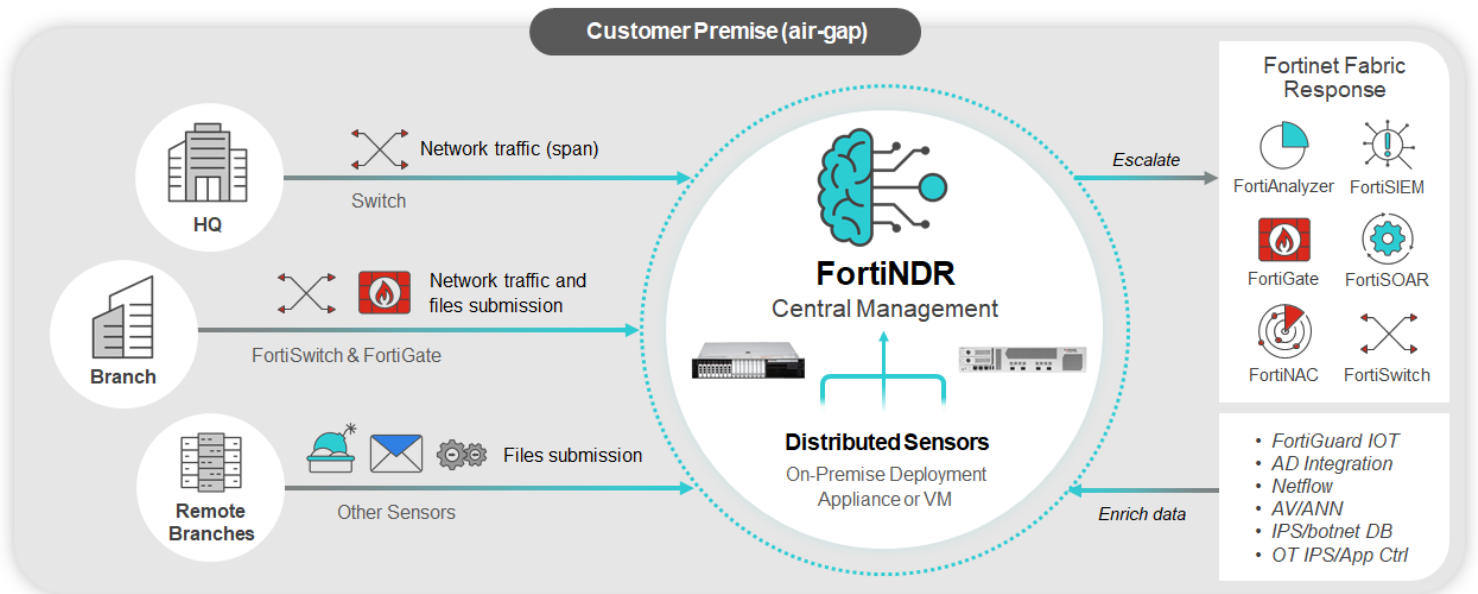 Customer Premise (air-gap)
HQ
Network traffic (span)
Switch
Branch
Network traffic and
files submission
FortiSwitch & FortiGate
Remote
Branches
Files submission
Other Sensors
FortiNDR
Central Management
Distributed Sensors
On-Premise Deployment
Appliance or VM
Escalate
Enrich data
Fortinet Fabric
Response
FortiAnalyzer
FortiSIEM
FortiGate
FortiSOAR
FortiNAC
FortiSwitch
• FortiGuard IOT
• AD Integration
• Netflow
• AV/ANN
• IPS/botnet DB
• OT IPS/App Ctrl